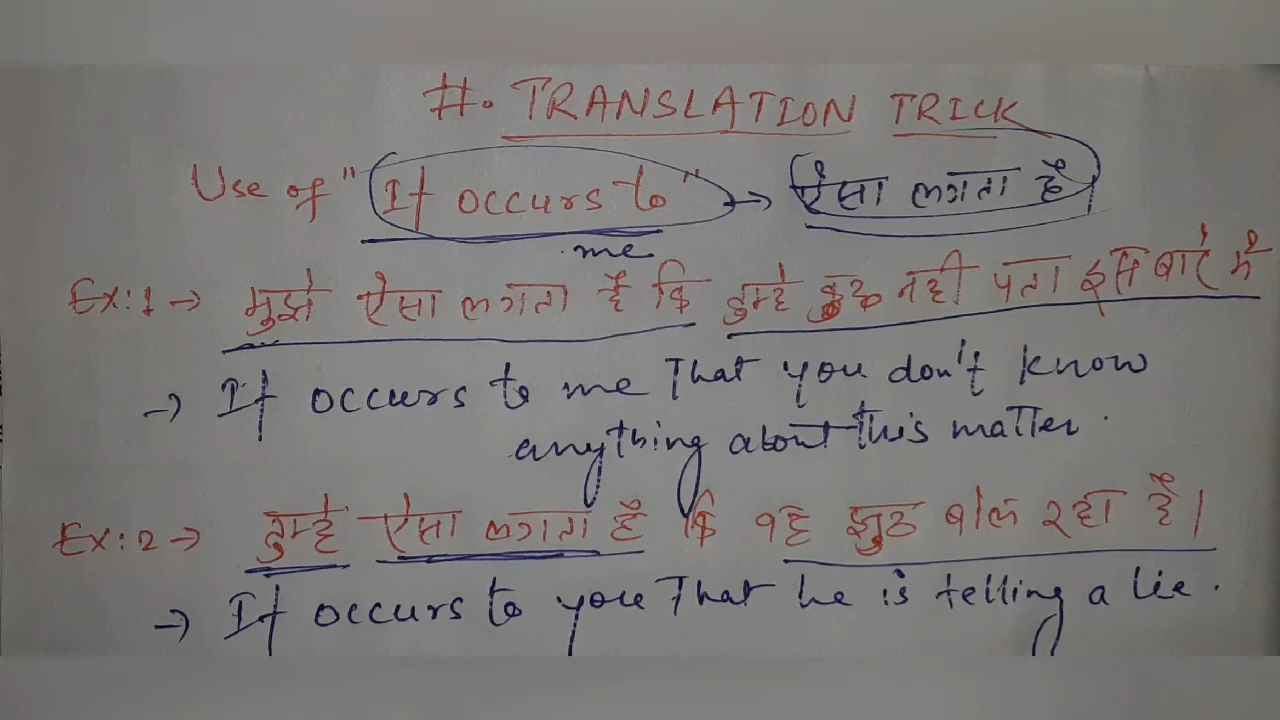 #. TRANSLATION TRICK
Use of "It occurs to" → ऐसा लगता है।
me
Ex:1 → मुझे ऐसा लगता है कि तुम्हे कुछ नही पता इस बारे में
→ It occurs to me That you don't know
anything about this matter.
Ex:2 → तुम्हे ऐसा लगता है कि वह झुठ बोल रहा है।
→ It occurs to you That he is telling a lie.